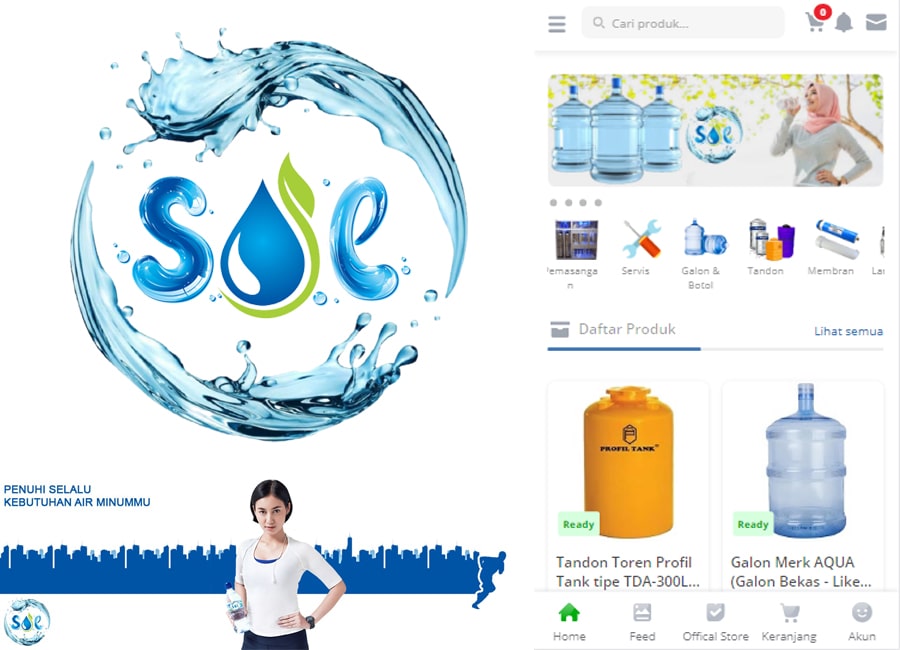 SOE
PENUHI SELALU
KEBUTUHAN AIR MINUMMU
Cari produk...
0
Pemasanga
n
Servis
Galon &
Botol
Tandon
Membran
Daftar Produk
Lihat semua
PROFIL TANK
Ready
Ready
Tandon Toren Profil
Tank tipe TDA-300L...
Galon Merk AQUA
(Galon Bekas - Like...
Home
Feed
Offical Store
Keranjang
Akun